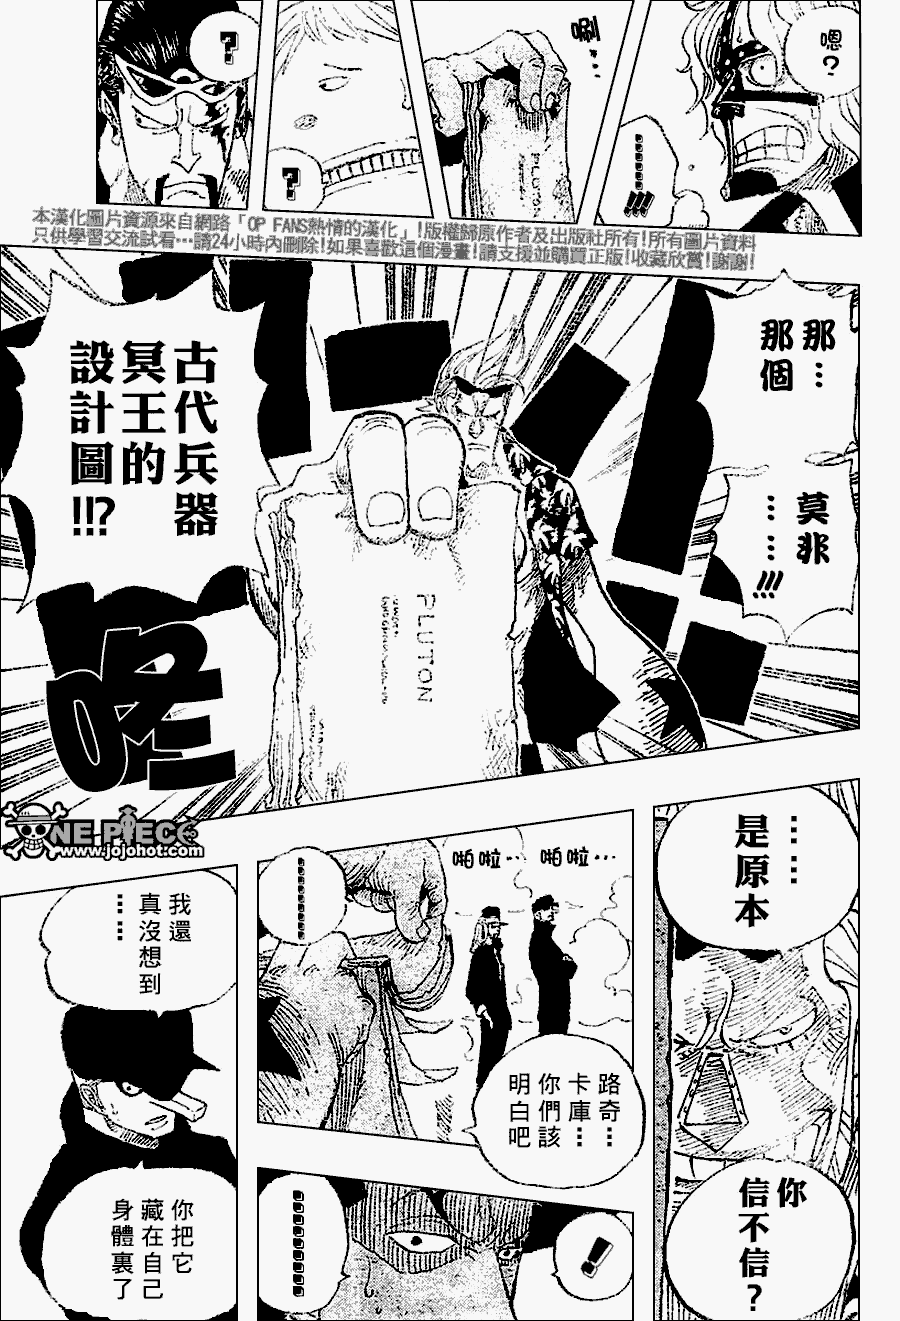 嗯?
…………!!!
啪…
?
?
本漢化圖片資源來自網路「OP FANS熱情的漢化」!版權歸原作者及出版社所有!所有圖片資料
只供學習交流試看…請24小時內刪除!如果喜歡這個漫畫!請支援並購買正版!收藏欣賞!謝謝!
那…
那個
莫非
……!!!
古代兵器
冥王的
設計圖
!!?
PLUTON
咚
……
是原本
你
信不信?
啪啦…
啪啦…
…………
路奇…
卡庫…
你們該
明白吧
!
…………
ONE PIECE
www.jojohot.com
我還
真沒想到
……
你把它
藏在自己
身體裏了